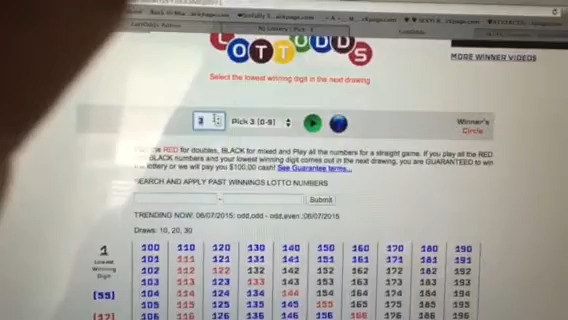 LOTTODDS
MORE WINNER VIDEOS
Select the lowest winning digit in the next drawing
3 Pick 3 (0-9)
Winner's
Circle
RED for doubles, BLACK for mixed and Play all the numbers for a straight game. If you play all the RED
BLACK numbers and your lowest winning digit comes out in the next drawing, you are GUARANTEED to win
lottery or we will pay you $100.00 cash! See Guarantee terms...
SEARCH AND APPLY PAST WINNINGS LOTTO NUMBERS
- Submit
TRENDING NOW: 06/07/2015: odd,odd - odd,even :06/07/2015
Draws: 10, 20, 30
1 100 110 120 130 140 150 160 170 180 190
Lowest 101 111 121 131 141 151 161 171 181 191
Winning 102 112 122 132 142 152 162 172 182 192
Digit 103 113 123 133 143 153 163 173 183 193
[55] 104 114 124 134 144 154 164 174 184 194
105 115 125 135 145 155 165 175 185 195
[17] 106 116 126 136 146 156 166 176 186 196